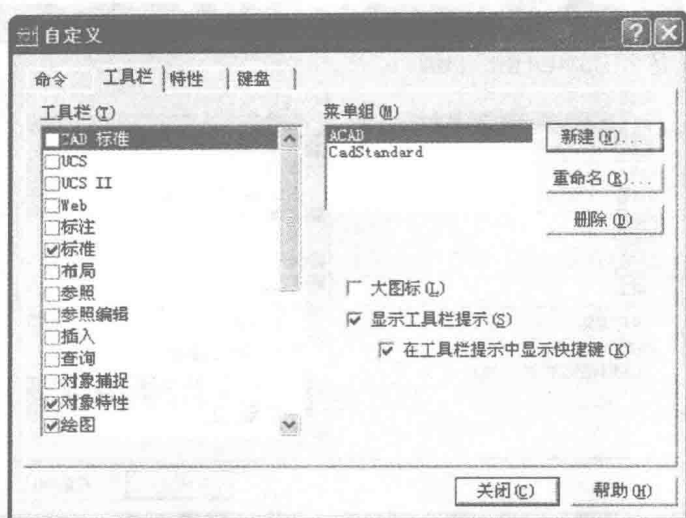 自定义
命令 工具栏 特性 键盘
工具栏(T)
CAD 标准
UCS
UCS II
Web
标注
标准
布局
参照
参照编辑
插入
查询
对象捕捉
对象特性
绘图
菜单组(M)
ACAD
CadStandard
新建(N)...
重命名(R)...
删除(D)
大图标(L)
显示工具栏提示(S)
在工具栏提示中显示快捷键(K)
关闭(C)
帮助(H)